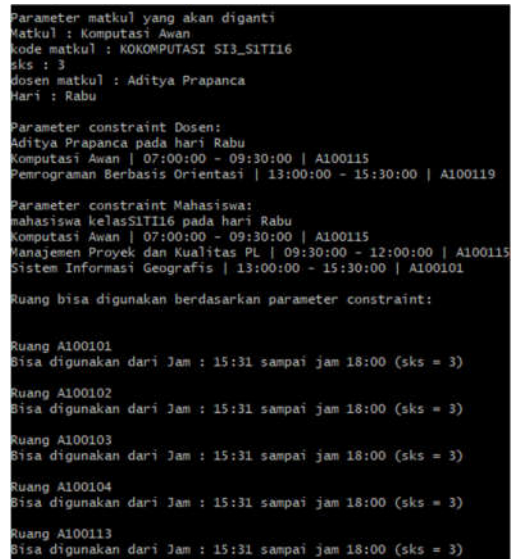 Parameter matkul yang akan diganti
Matkul : Komputasi Awan
kode matkul : KOKOMPUTASI SI3_S1TI16
sks : 3
dosen matkul : Aditya Prapanca
Hari : Rabu
Parameter constraint Dosen:
Aditya Prapanca pada hari Rabu
Komputasi Awan | 07:00:00 - 09:30:00 | A100115
Pemrograman Berbasis Orientasi | 13:00:00 - 15:30:00 | A100119
Parameter constraint Mahasiswa:
mahasiswa kelasS1TI16 pada hari Rabu
Komputasi Awan | 07:00:00 - 09:30:00 | A100115
Manajemen Proyek dan Kualitas PL | 09:30:00 - 12:00:00 | A100115
Sistem Informasi Geografis | 13:00:00 - 15:30:00 | A100101
Ruang bisa digunakan berdasarkan parameter constraint:
Ruang A100101
Bisa digunakan dari Jam : 15:31 sampai jam 18:00 (sks = 3)
Ruang A100102
Bisa digunakan dari Jam : 15:31 sampai jam 18:00 (sks = 3)
Ruang A100103
Bisa digunakan dari Jam : 15:31 sampai jam 18:00 (sks = 3)
Ruang A100104
Bisa digunakan dari Jam : 15:31 sampai jam 18:00 (sks = 3)
Ruang A100113
Bisa digunakan dari Jam : 15:31 sampai jam 18:00 (sks = 3)